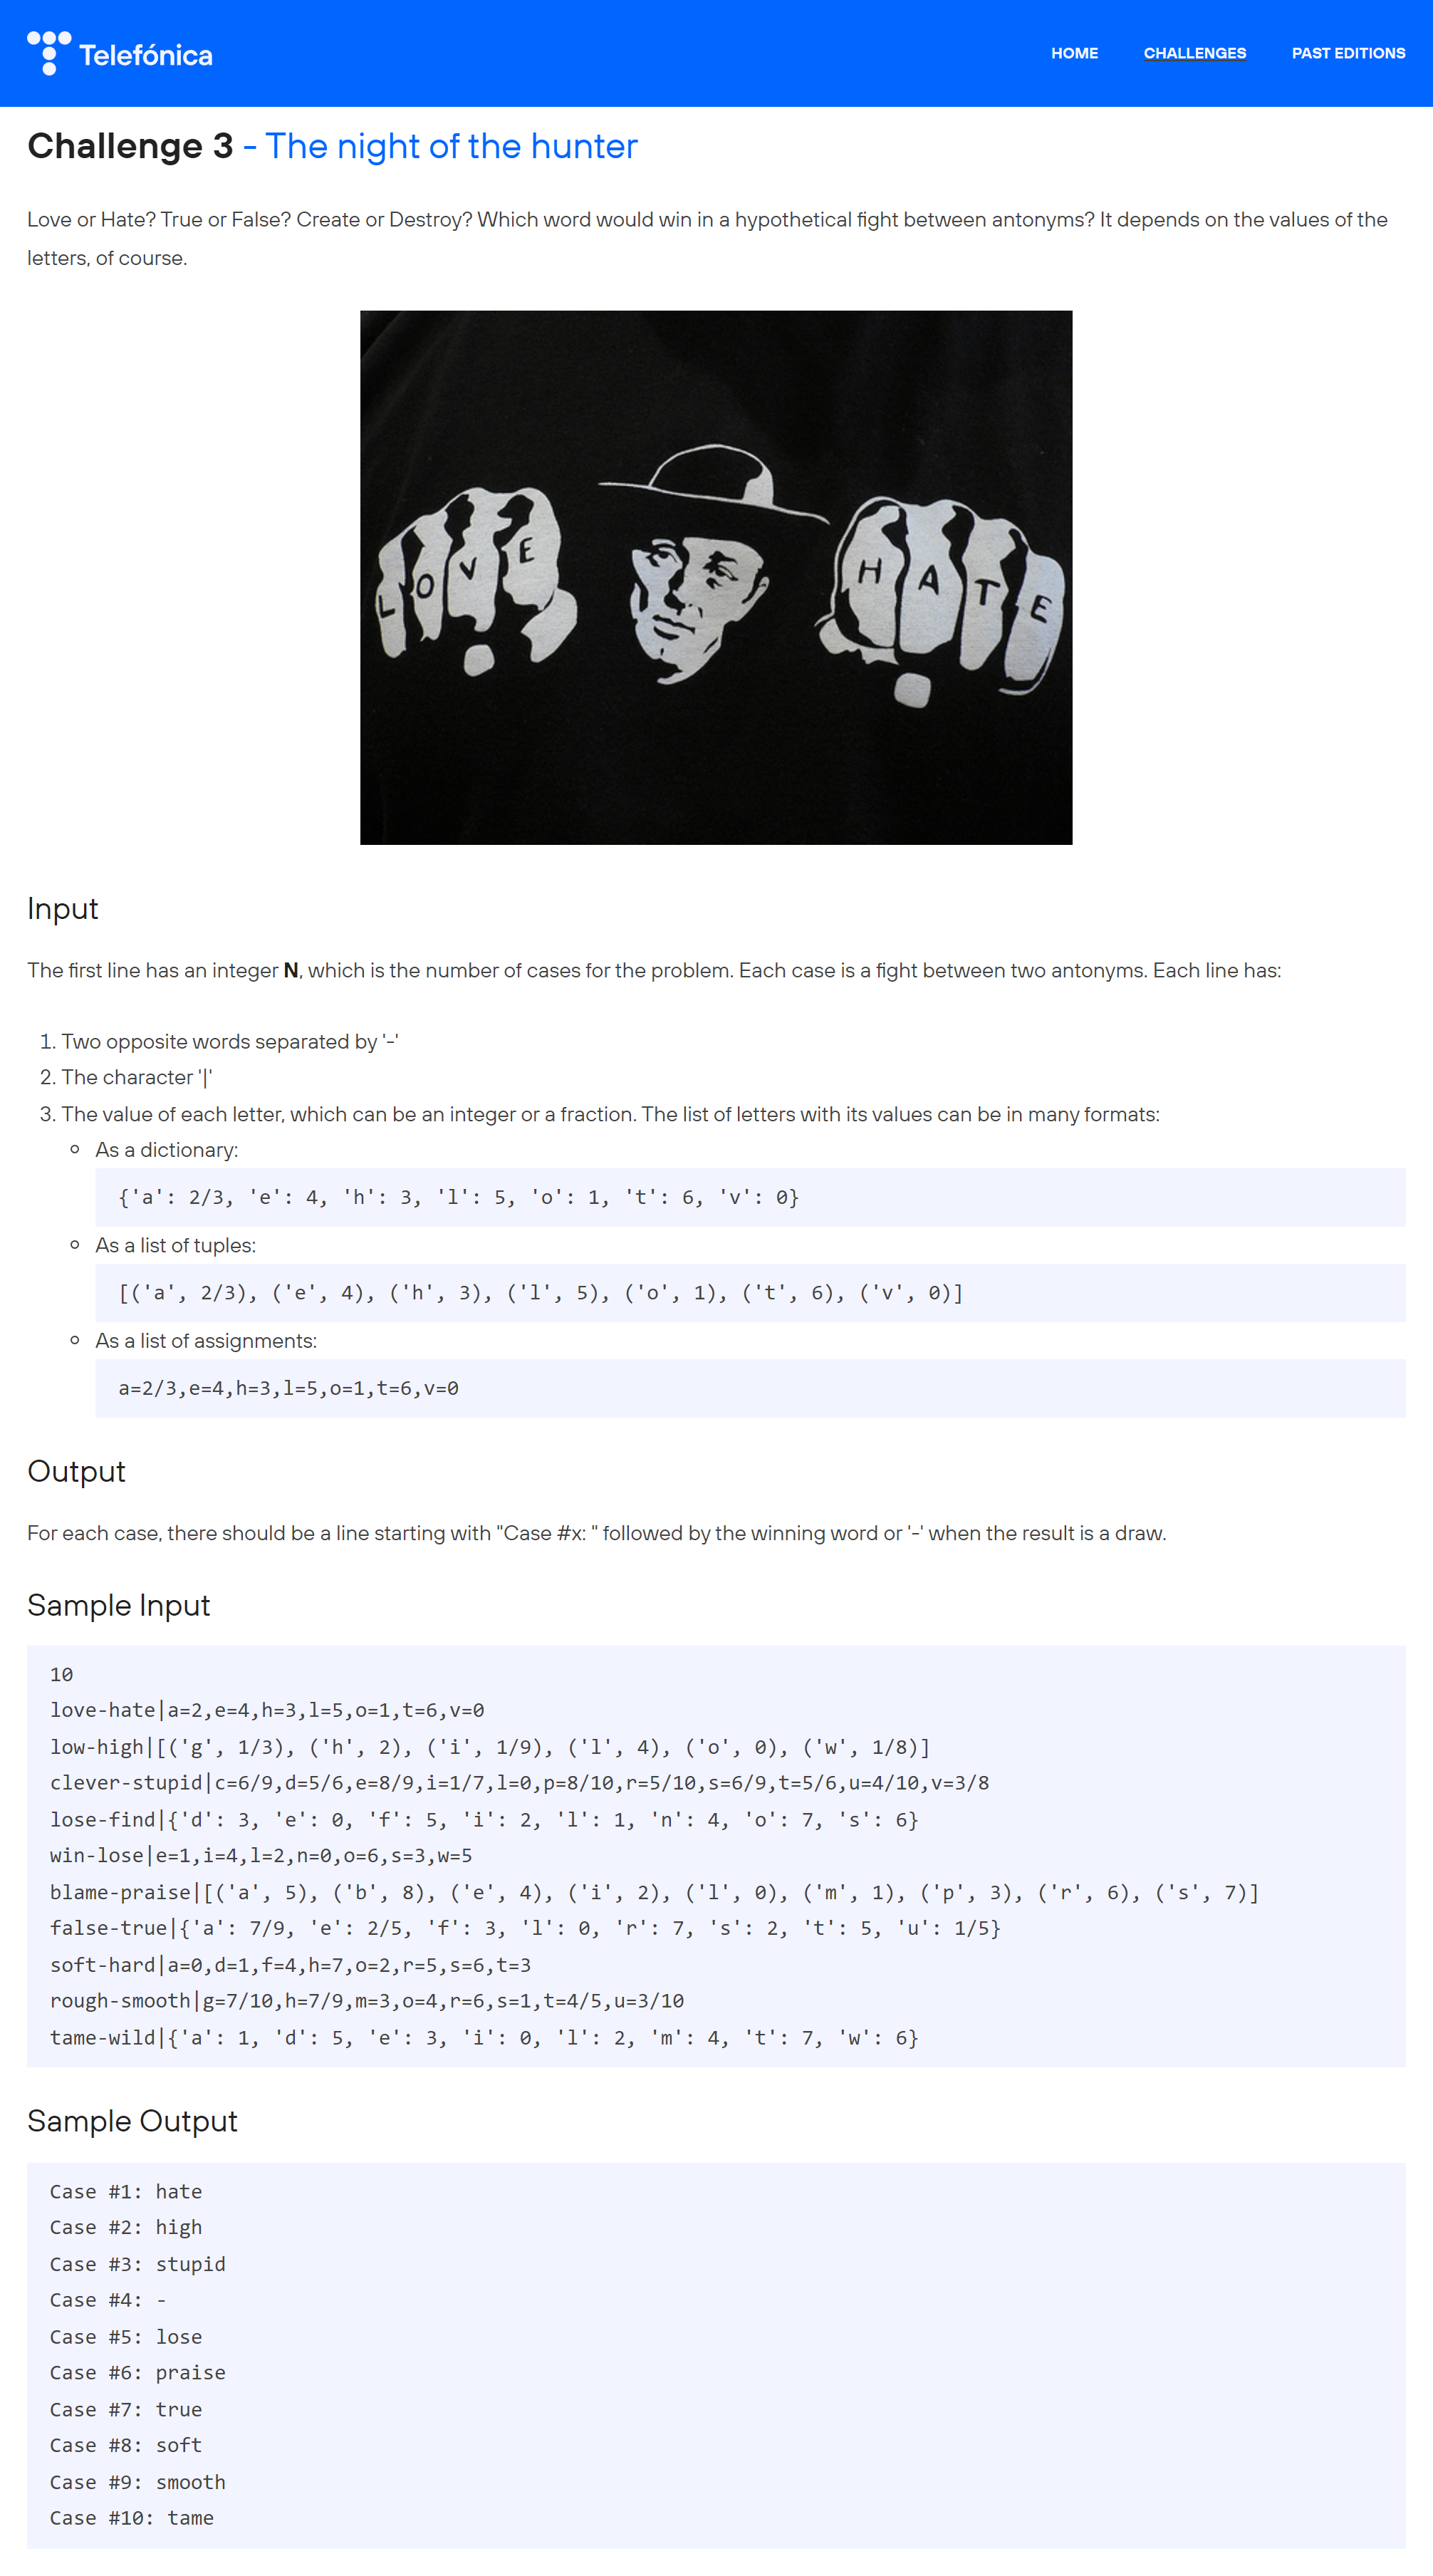 Telefónica
HOME
CHALLENGES
PAST EDITIONS
Challenge 3 - The night of the hunter
Love or Hate? True or False? Create or Destroy? Which word would win in a hypothetical fight between antonyms? It depends on the values of the
letters, of course.
LOVE
HATE
Input
The first line has an integer N, which is the number of cases for the problem. Each case is a fight between two antonyms. Each line has:
1. Two opposite words separated by '-'
2. The character '|'
3. The value of each letter, which can be an integer or a fraction. The list of letters with its values can be in many formats:
As a dictionary:
{'a': 2/3, 'e': 4, 'h': 3, 'l': 5, 'o': 1, 't': 6, 'v': 0}
As a list of tuples:
[('a', 2/3), ('e', 4), ('h', 3), ('l', 5), ('o', 1), ('t', 6), ('v', 0)]
As a list of assignments:
a=2/3,e=4,h=3,l=5,o=1,t=6,v=0
Output
For each case, there should be a line starting with "Case #x: " followed by the winning word or '-' when the result is a draw.
Sample Input
10
love-hate|a=2,e=4,h=3,l=5,o=1,t=6,v=0
low-high|[('g', 1/3), ('h', 2), ('i', 1/9), ('l', 4), ('o', 0), ('w', 1/8)]
clever-stupid|c=6/9,d=5/6,e=8/9,i=1/7,l=0,p=8/10,r=5/10,s=6/9,t=5/6,u=4/10,v=3/8
lose-find|{'d': 3, 'e': 0, 'f': 5, 'i': 2, 'l': 1, 'n': 4, 'o': 7, 's': 6}
win-lose|e=1,i=4,l=2,n=0,o=6,s=3,w=5
blame-praise|[('a', 5), ('b', 8), ('e', 4), ('i', 2), ('l', 0), ('m', 1), ('p', 3), ('r', 6), ('s', 7)]
false-true|{'a': 7/9, 'e': 2/5, 'f': 3, 'l': 0, 'r': 7, 's': 2, 't': 5, 'u': 1/5}
soft-hard|a=0,d=1,f=4,h=7,o=2,r=5,s=6,t=3
rough-smooth|g=7/10,h=7/9,m=3,o=4,r=6,s=1,t=4/5,u=3/10
tame-wild|{'a': 1, 'd': 5, 'e': 3, 'i': 0, 'l': 2, 'm': 4, 't': 7, 'w': 6}
Sample Output
Case #1: hate
Case #2: high
Case #3: stupid
Case #4: -
Case #5: lose
Case #6: praise
Case #7: true
Case #8: soft
Case #9: smooth
Case #10: tame